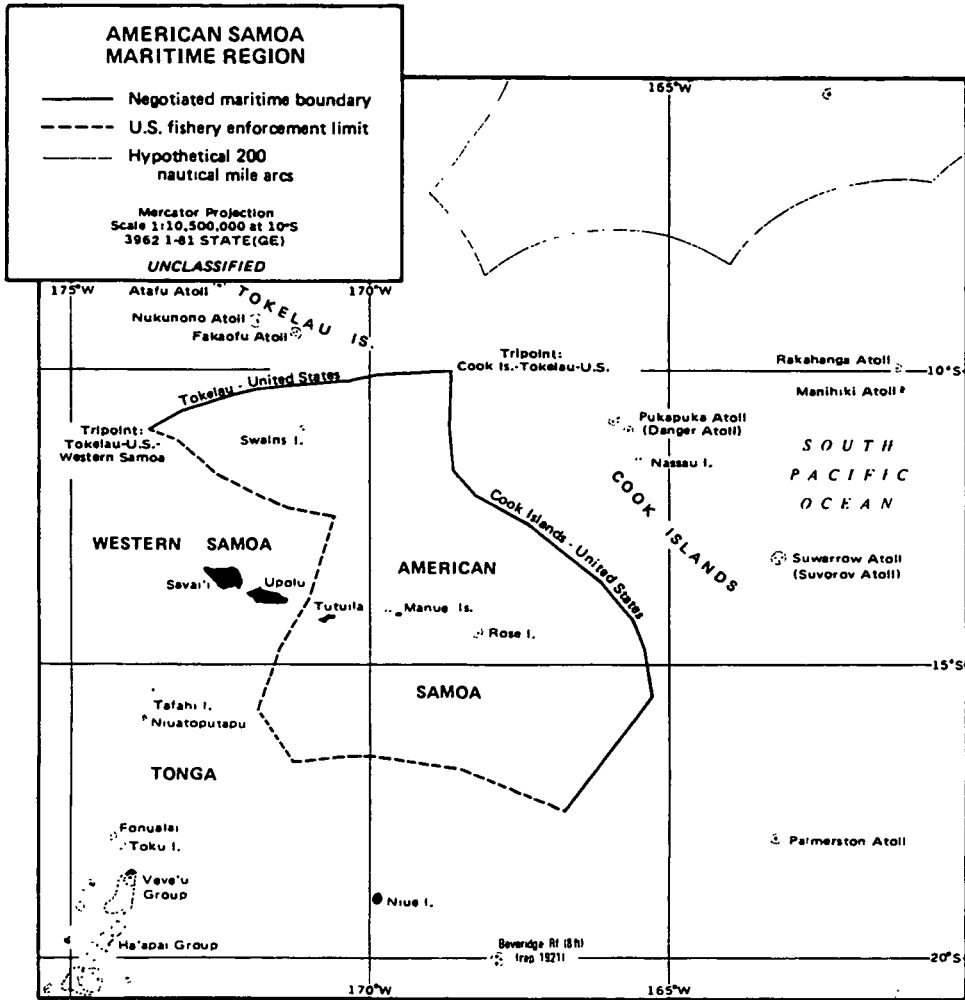 AMERICAN SAMOA
MARITIME REGION
Negotiated maritime boundary
U.S. fishery enforcement limit
Hypothetical 200
nautical mile arcs
Mercator Projection
Scale 1:10,500,000 at 10°S
3962 1-81 STATE(GE)
UNCLASSIFIED
165°W
175°W
170°W
Atafu Atoll
TOKELAU IS.
Nukunono Atoll
Fakaofu Atoll
Tripoint:
Cook Is.-Tokelau-U.S.
Rakahanga Atoll
10°S
Tokelau - United States
Manihiki Atoll
Tripoint:
Tokelau-U.S.-
Western Samoa
Swains I.
Pukapuka Atoll
(Danger Atoll)
Nassau I.
SOUTH
PACIFIC
OCEAN
COOK ISLANDS
Cook Islands - United States
WESTERN SAMOA
AMERICAN
Suwarrow Atoll
(Suvorov Atoll)
Savai'i
Upolu
Tutuila
Manue Is.
Rose I.
15°S
SAMOA
Tafahi I.
Niuatoputapu
TONGA
Fonualai
Toku I.
Palmerston Atoll
Vava'u
Group
Niue I.
Ha'apai Group
Beveridge Rf (8 ft)
(rep 1921)
20°S
170°W
165°W